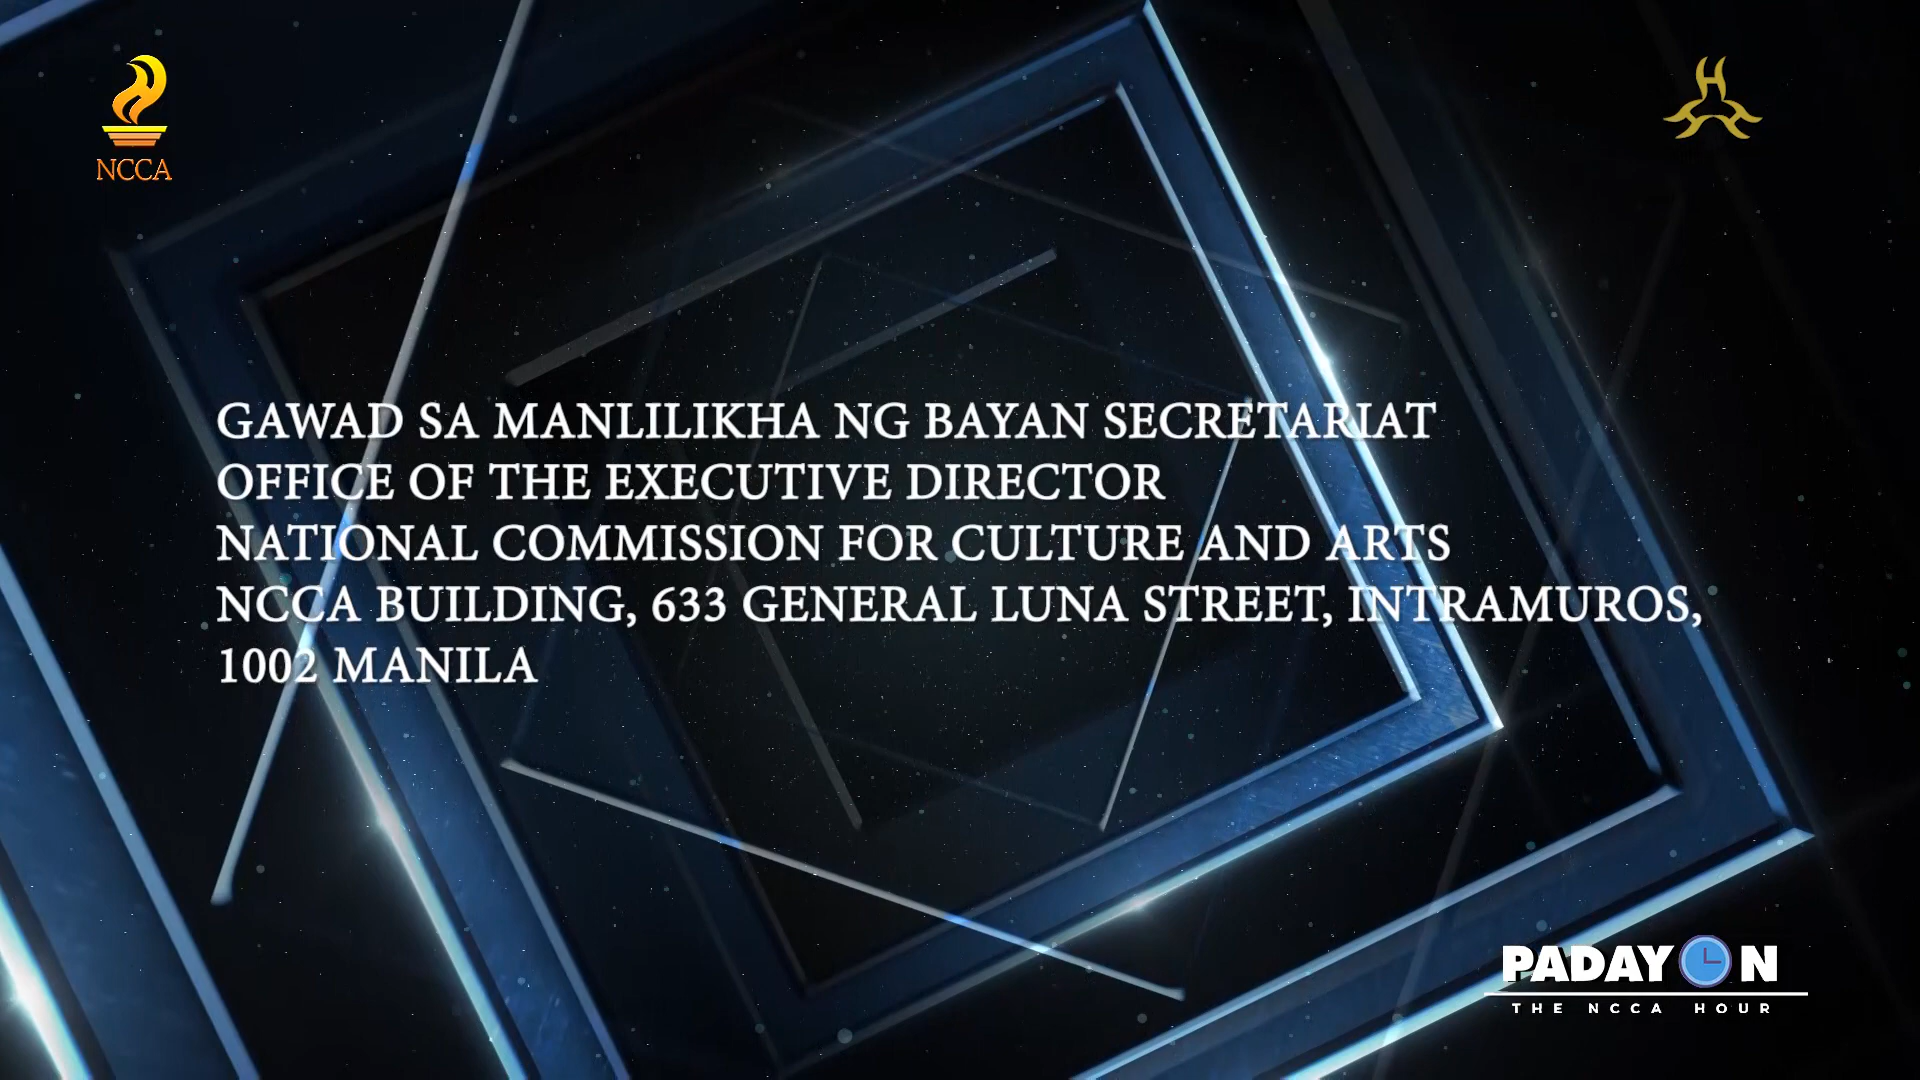 NCCA
GAWAD SA MANLILIKHA NG BAYAN SECRETARIAT
OFFICE OF THE EXECUTIVE DIRECTOR
NATIONAL COMMISSION FOR CULTURE AND ARTS
NCCA BUILDING, 633 GENERAL LUNA STREET, INTRAMUROS,
1002 MANILA
PADAYON
THE NCCA HOUR